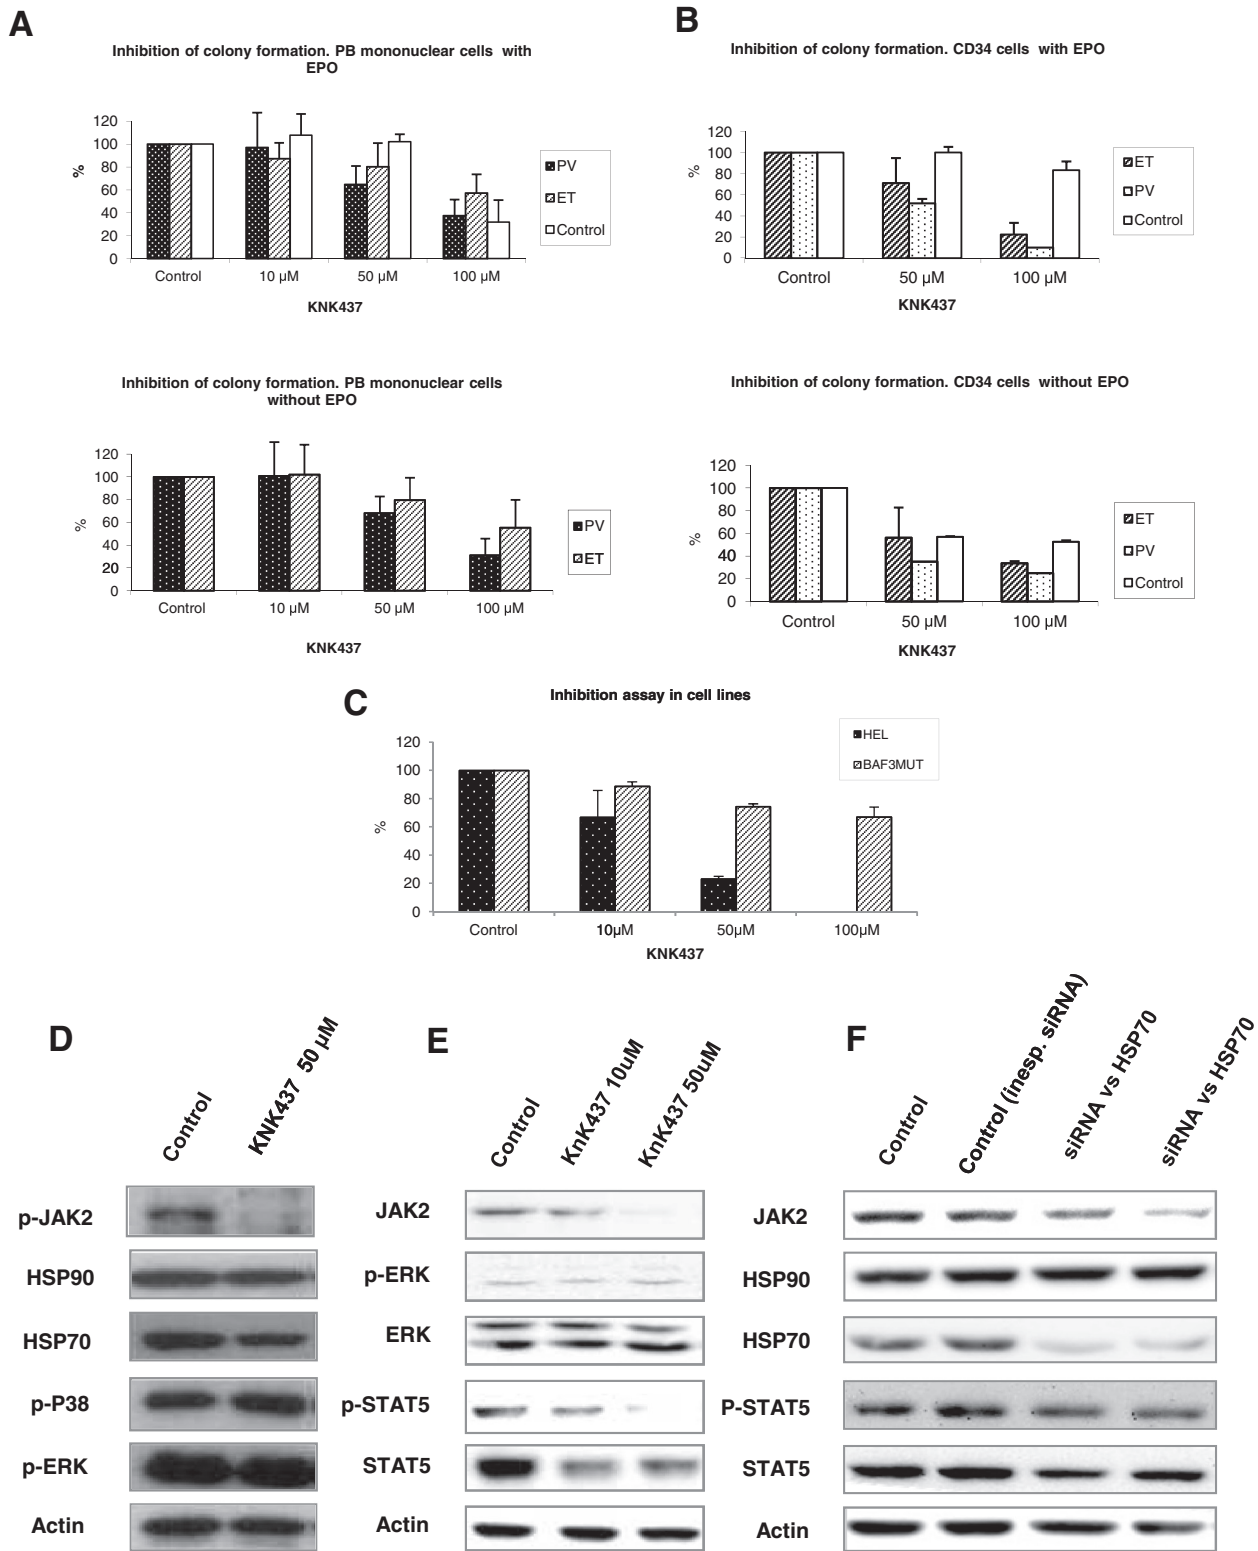 A
Inhibition of colony formation. PB mononuclear cells with
EPO
120
100
80
60
40
20
0
%
Control
10 µM
50 µM
100 µM
KNK437
PV
ET
Control
Inhibition of colony formation. PB mononuclear cells
without EPO
120
100
80
60
40
20
0
%
Control
10 µM
50 µM
100 µM
KNK437
PV
ET
B
Inhibition of colony formation. CD34 cells with EPO
120
100
80
60
40
20
0
%
Control
50 µM
100 µM
KNK437
ET
PV
Control
Inhibition of colony formation. CD34 cells without EPO
120
100
80
60
40
20
0
%
Control
50 µM
100 µM
KNK437
ET
PV
Control
C
Inhibition assay in cell lines
120
100
80
60
40
20
0
%
Control
10µM
50µM
100µM
KNK437
HEL
BAF3MUT
D
Control
KNK437 50 µM
p-JAK2
HSP90
HSP70
p-P38
p-ERK
Actin
E
Control
KnK437 10uM
KnK437 50uM
JAK2
p-ERK
ERK
p-STAT5
STAT5
Actin
F
Control
Control (inesp. siRNA)
siRNA vs HSP70
siRNA vs HSP70
JAK2
HSP90
HSP70
P-STAT5
STAT5
Actin